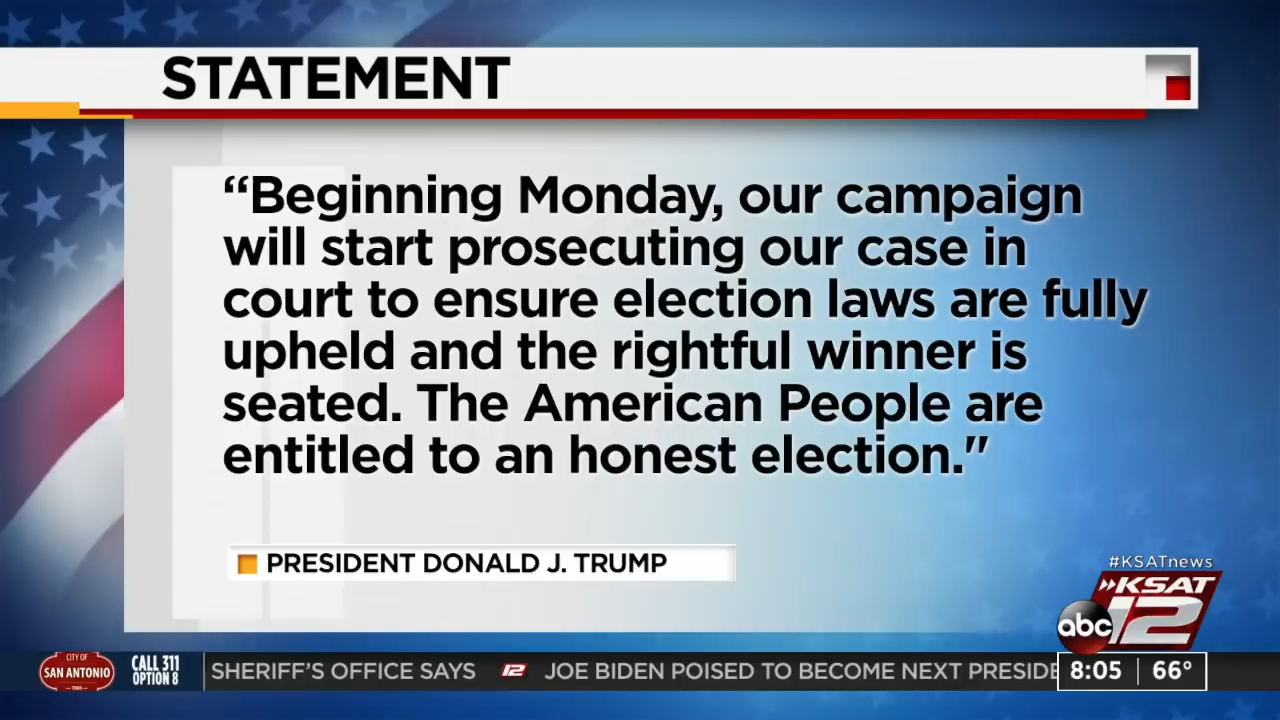 STATEMENT
“Beginning Monday, our campaign
will start prosecuting our case in
court to ensure election laws are fully
upheld and the rightful winner is
seated. The American People are
entitled to an honest election."
PRESIDENT DONALD J. TRUMP
#KSATnews
KSAT
abc 12
CITY OF
SAN ANTONIO
TEXAS
CALL 311
OPTION 8
SHERIFF'S OFFICE SAYS 12 JOE BIDEN POISED TO BECOME NEXT PRESIDE
8:05 66°